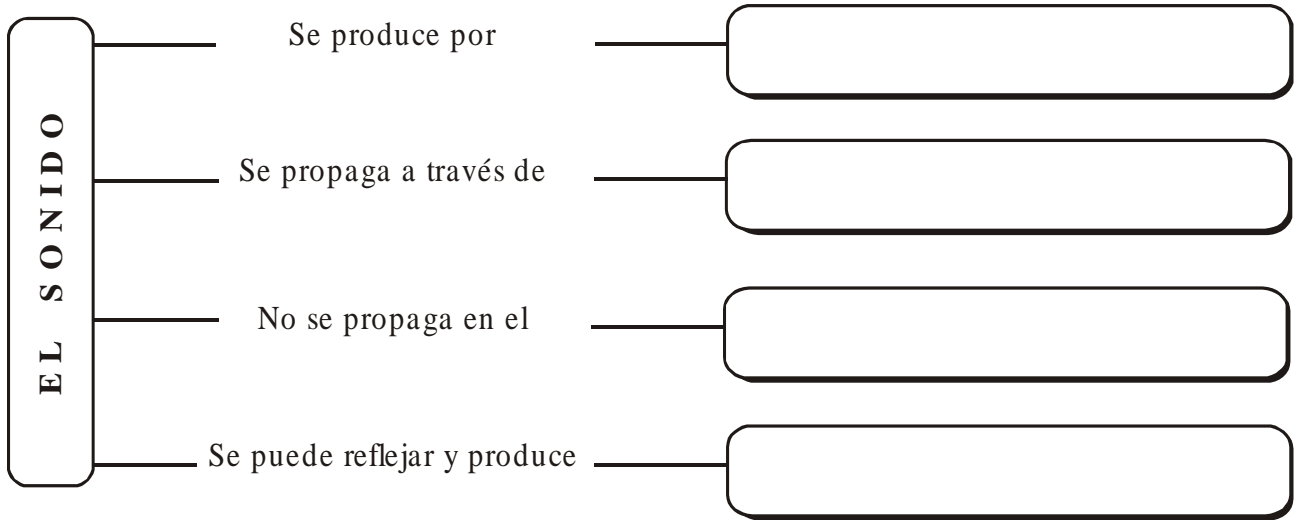 EL SONIDO
Se produce por
Se propaga a través de
No se propaga en el
Se puede reflejar y produce